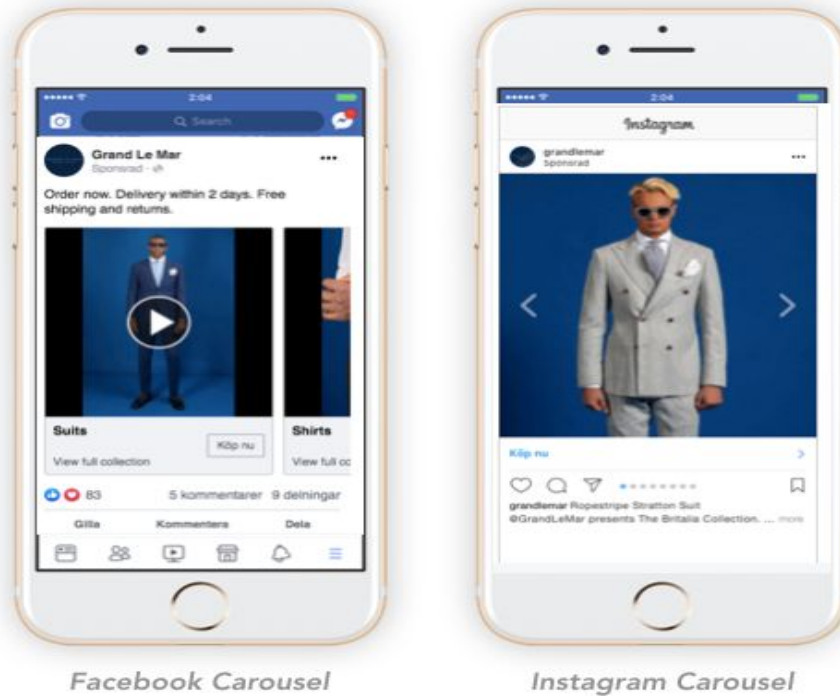 2:04
Search
Grand Le Mar
Sponsrad
Order now. Delivery within 2 days. Free
shipping and returns.
Suits
Köp nu
View full collection
Shirts
View full co
83
5 kommentarer 9 delningar
Gilla Kommentera Dela
Facebook Carousel
2:04
Instagram
grandlemar
Sponsrad
Köp nu
grandlemar Ropestripe Stratton Suit
@GrandLeMar presents The Britalia Collection. ... more
Instagram Carousel